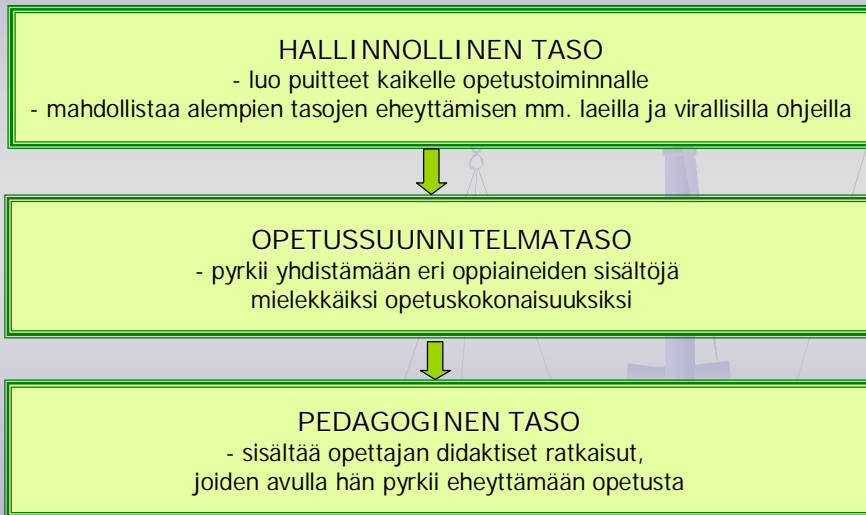 HALLINNOLLINEN TASO
- luo puitteet kaikelle opetustoiminnalle
- mahdollistaa alempien tasojen eheyttämisen mm. laeilla ja virallisilla ohjeilla
OPETUSSUUNNITELMATASO
- pyrkii yhdistämään eri oppiaineiden sisältöjä
mielekkäiksi opetuskokonaisuuksiksi
PEDAGOGINEN TASO
- sisältää opettajan didaktiset ratkaisut,
joiden avulla hän pyrkii eheyttämään opetusta